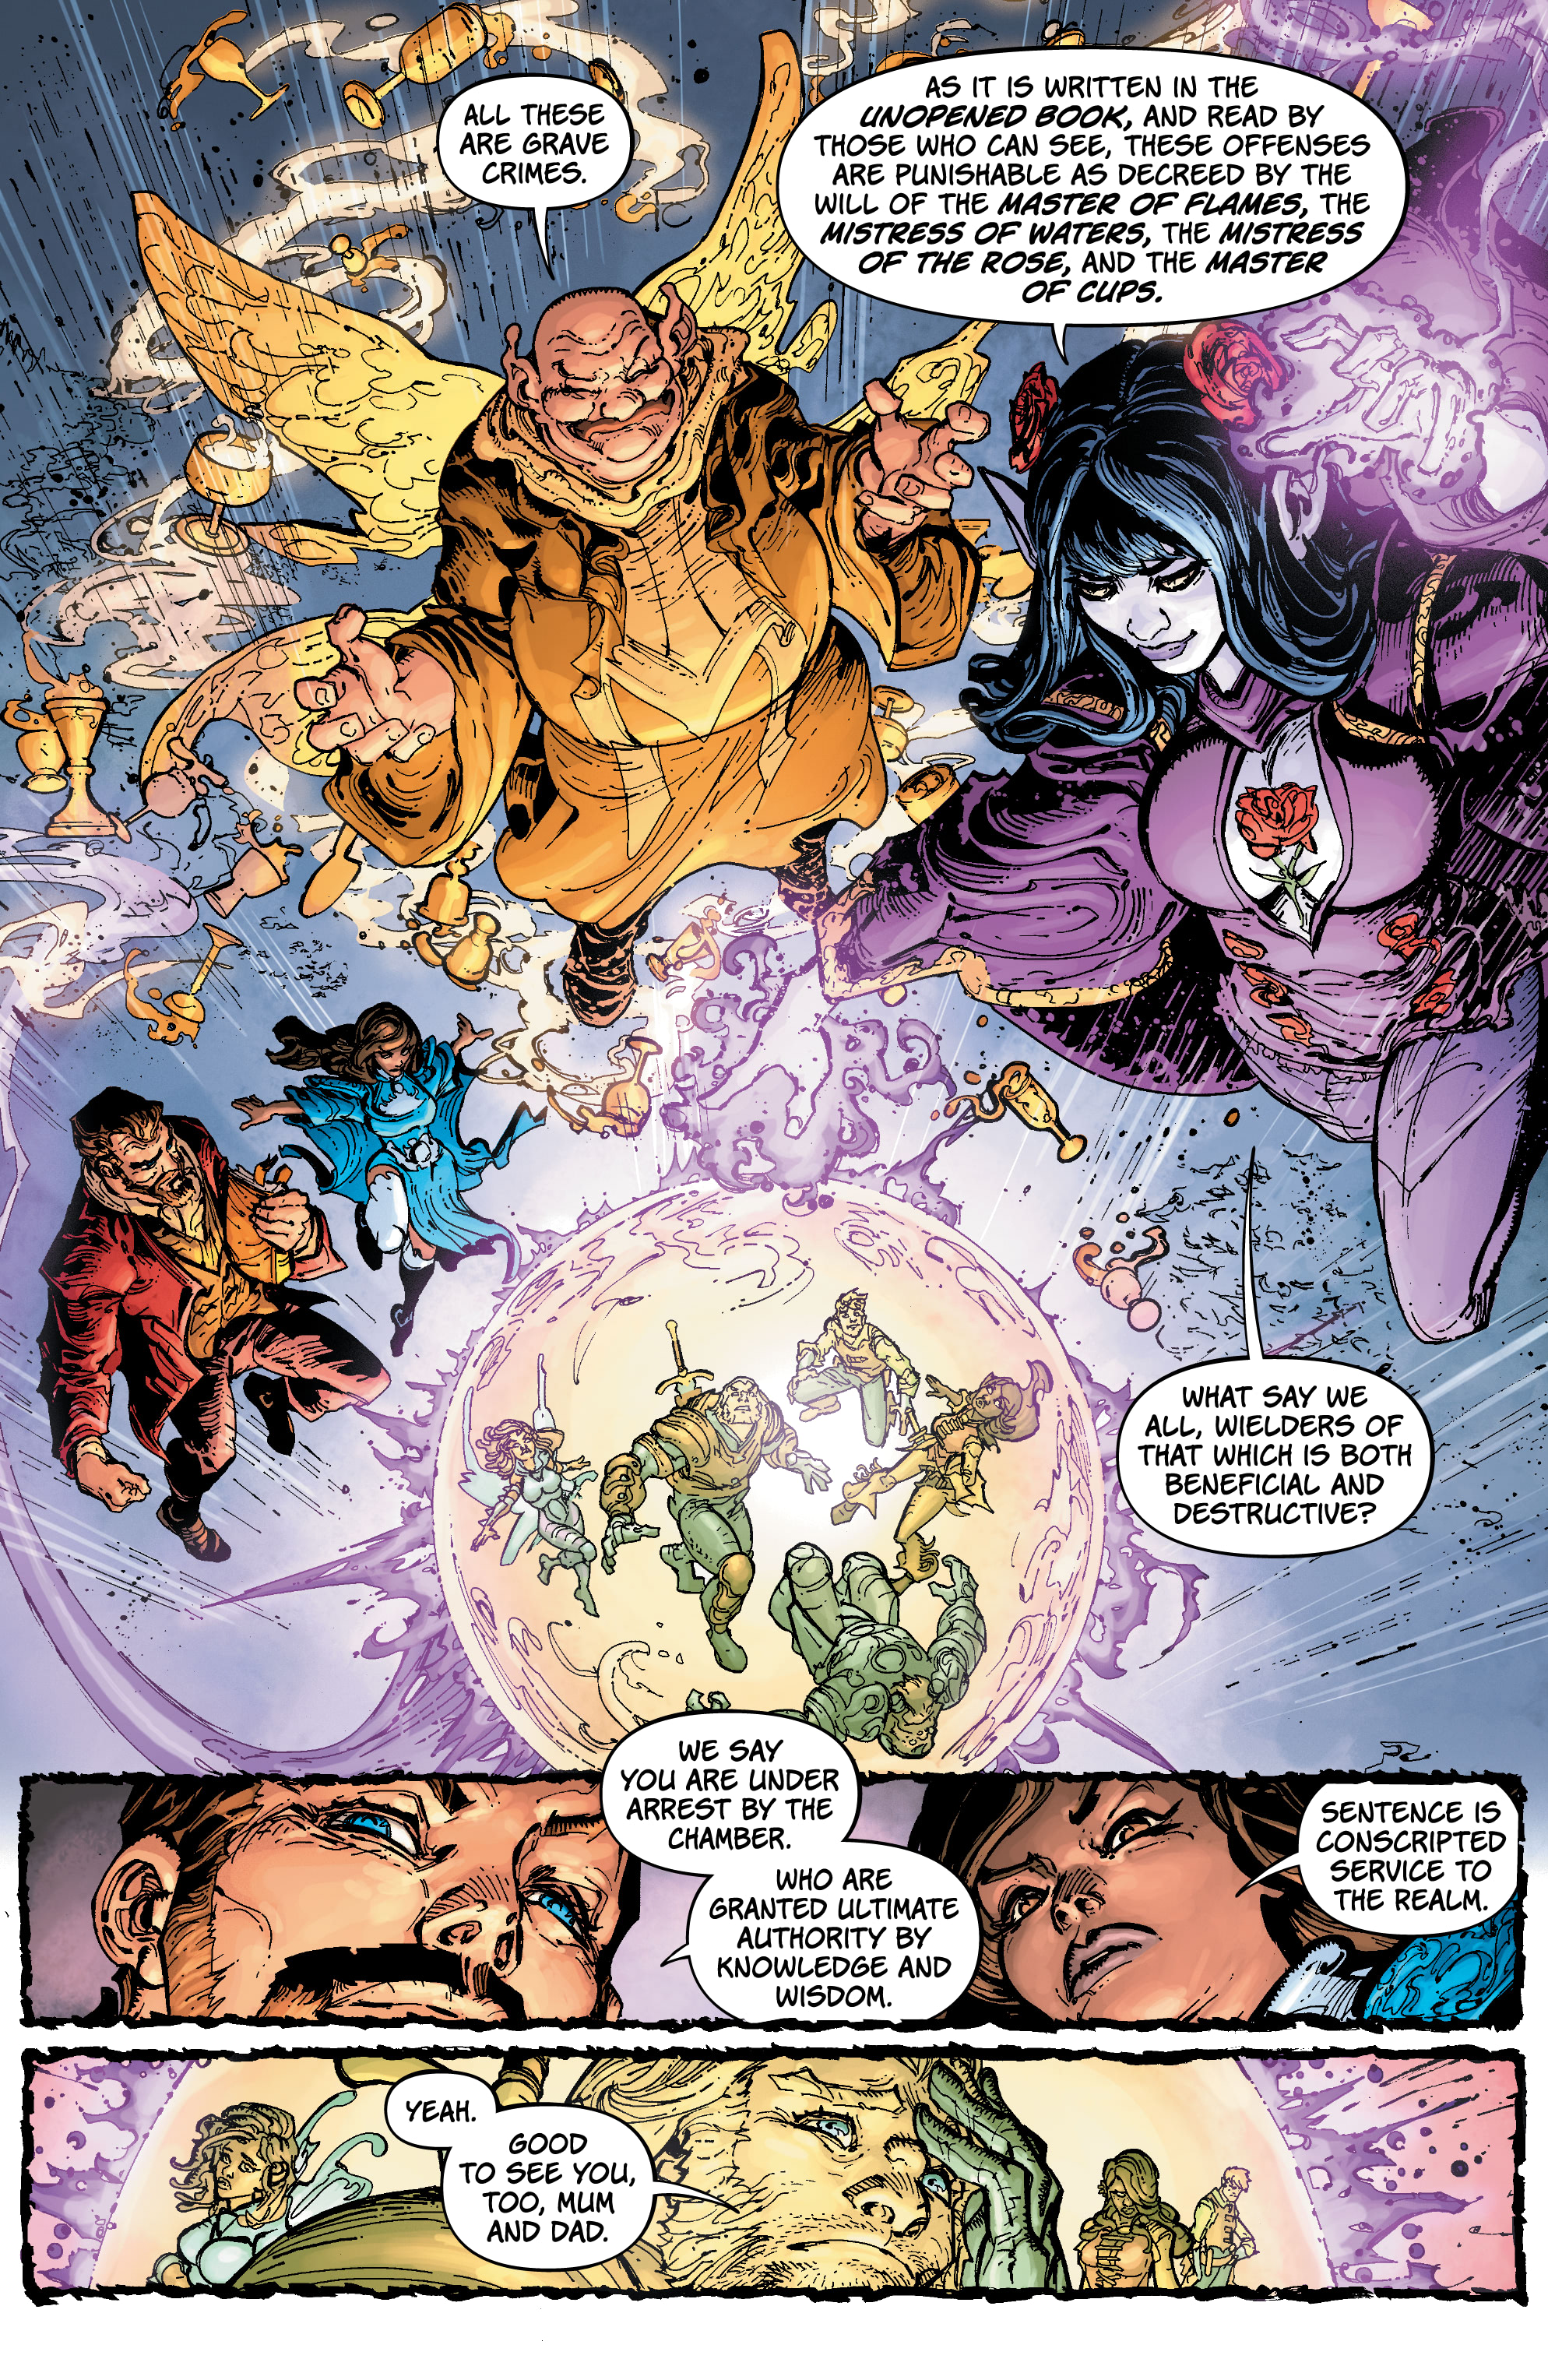 ALL THESE
ARE GRAVE
CRIMES.
AS IT IS WRITTEN IN THE
UNOPENED BOOK, AND READ BY
THOSE WHO CAN SEE, THESE OFFENSES
ARE PUNISHABLE AS DECREED BY THE
WILL OF THE MASTER OF FLAMES, THE
MISTRESS OF WATERS, THE MISTRESS
OF THE ROSE, AND THE MASTER
OF CUPS.
WHAT SAY WE
ALL, WIELDERS OF
THAT WHICH IS BOTH
BENEFICIAL AND
DESTRUCTIVE?
WE SAY
YOU ARE UNDER
ARREST BY THE
CHAMBER.
WHO ARE
GRANTED ULTIMATE
AUTHORITY BY
KNOWLEDGE AND
WISDOM.
SENTENCE IS
CONSCRIPTED
SERVICE TO
THE REALM.
YEAH.
GOOD
TO SEE YOU,
TOO, MUM
AND DAD.